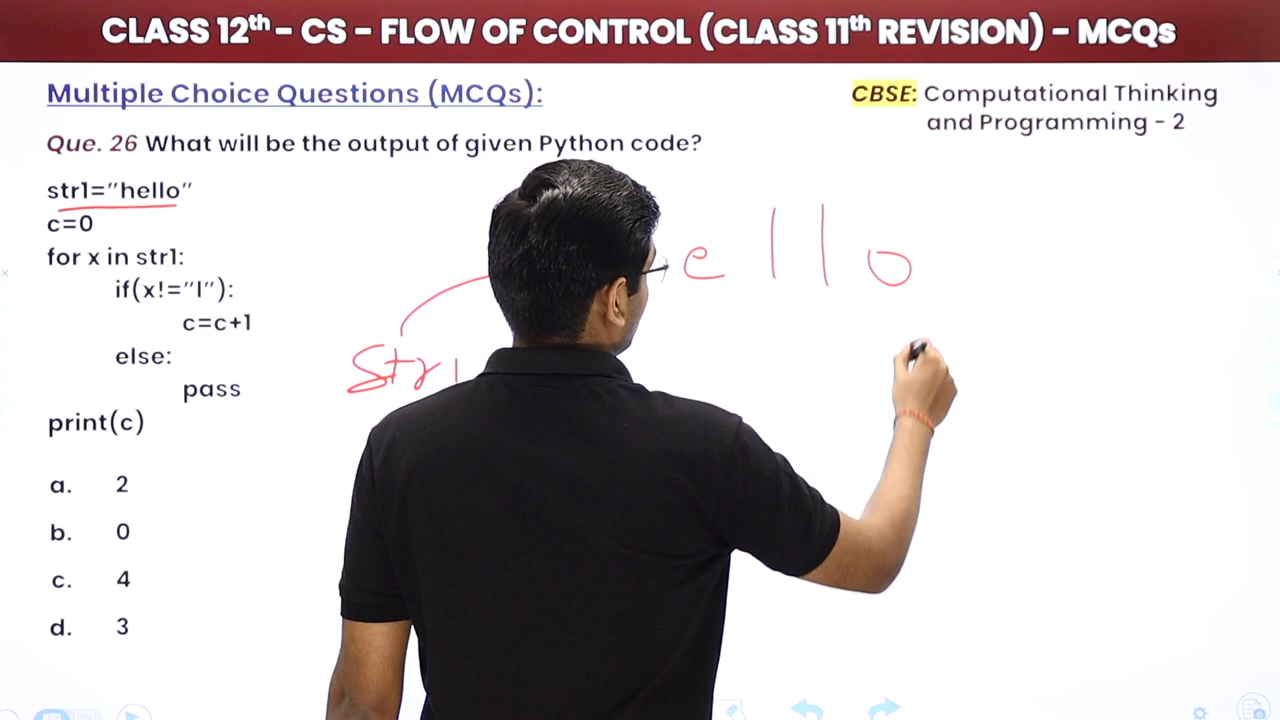 CLASS 12th – CS – FLOW OF CONTROL (CLASS 11th REVISION) – MCQs
Multiple Choice Questions (MCQs):
CBSE: Computational Thinking
and Programming - 2
Que. 26 What will be the output of given Python code?
str1="hello"
c=0
for x in str1:
if(x!="l"):
c=c+1
else:
pass
print(c)
a. 2
b. 0
c. 4
d. 3
e l l o
Str1